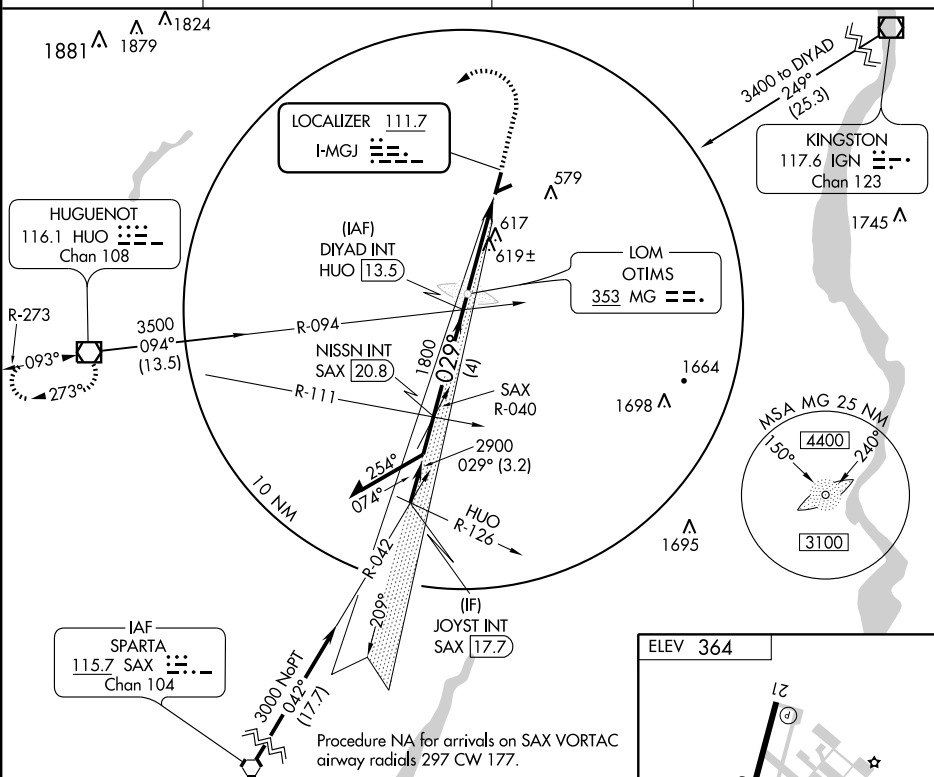 1881
1879
1824
3400 to DIYAD
249°
(25.3)
LOCALIZER 111.7
I-MGJ
KINGSTON
117.6 IGN
Chan 123
579
1745
HUGUENOT
116.1 HUO
Chan 108
617
(IAF)
DIYAD INT
HUO 13.5
619±
LOM
OTIMS
353 MG
R-273
3500
094°
(13.5)
R-094
093°
273°
NISSN INT
SAX 20.8
1800
029°
(4)
R-111
SAX
R-040
1664
1698
MSA MG 25 NM
150°
4400
240°
3100
2900
029° (3.2)
254°
074°
10 NM
HUO
R-126
1695
R-042
209°
(IF)
JOYST INT
SAX 17.7
IAF
SPARTA
115.7 SAX
Chan 104
3000 NoPT
042°
(17.7)
Procedure NA for arrivals on SAX VORTAC
airway radials 297 CW 177.
ELEV 364
21
P